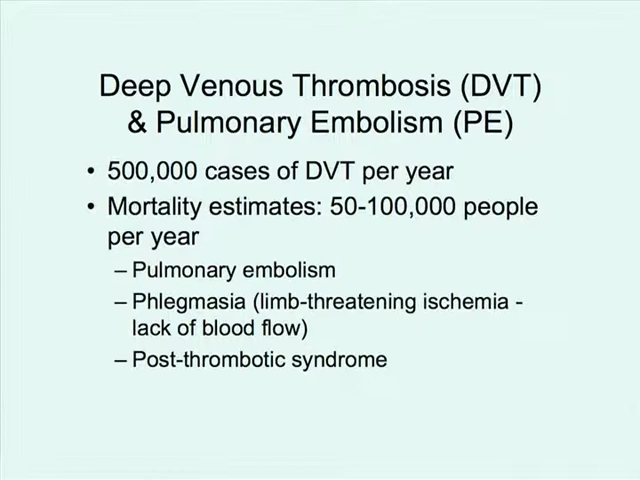 Deep Venous Thrombosis (DVT)
& Pulmonary Embolism (PE)
• 500,000 cases of DVT per year
• Mortality estimates: 50-100,000 people
per year
– Pulmonary embolism
– Phlegmasia (limb-threatening ischemia -
lack of blood flow)
– Post-thrombotic syndrome